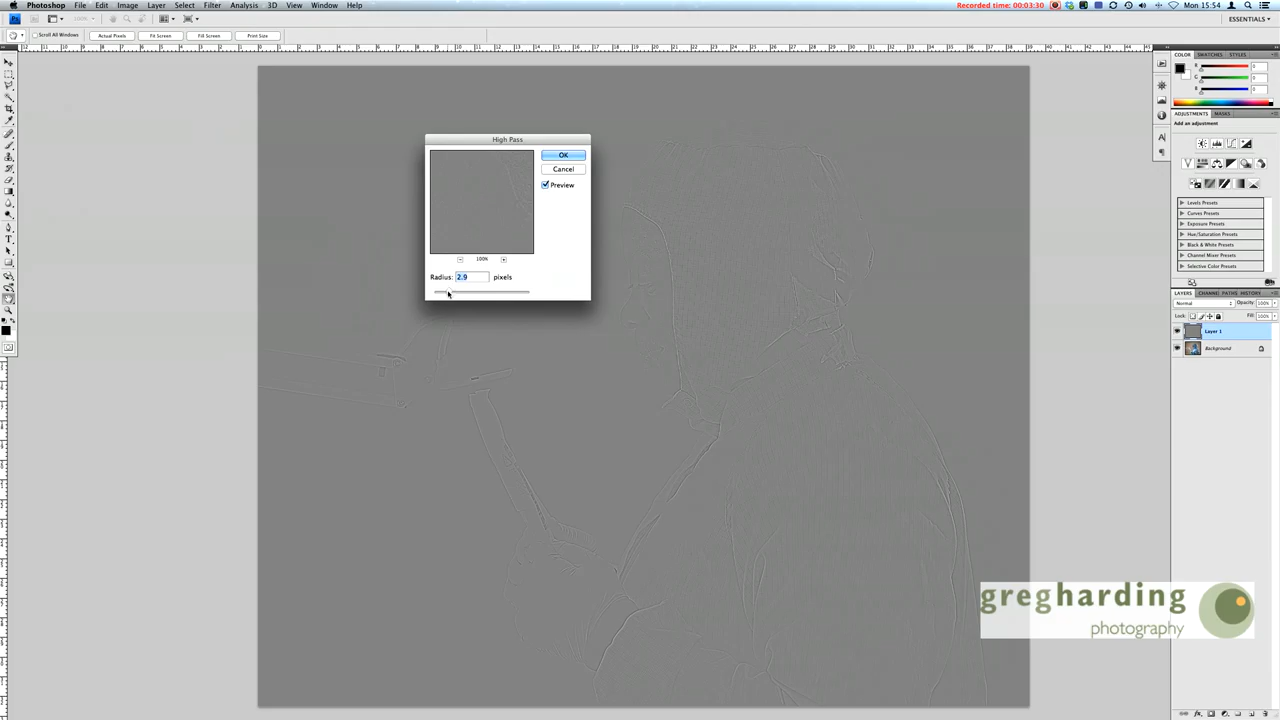 Photoshop File Edit Image Layer Select Filter Analysis 3D View Window Help
Recorded time: 00:03:30
Mon 15:54
ESSENTIALS
Scroll All Windows
Actual Pixels
Fit Screen
Fill Screen
Print Size
High Pass
OK
Cancel
Preview
100%
Radius: 2.9 pixels
COLOR SWATCHES STYLES
0
0
0
ADJUSTMENTS MASKS
Add an adjustment
Levels Presets
Curves Presets
Exposure Presets
Hue/Saturation Presets
Black & White Presets
Channel Mixer Presets
Selective Color Presets
LAYERS CHANNEL PATHS HISTORY
Normal Opacity: 100%
Lock: Fill: 100%
Layer 1
Background
gregharding
photography